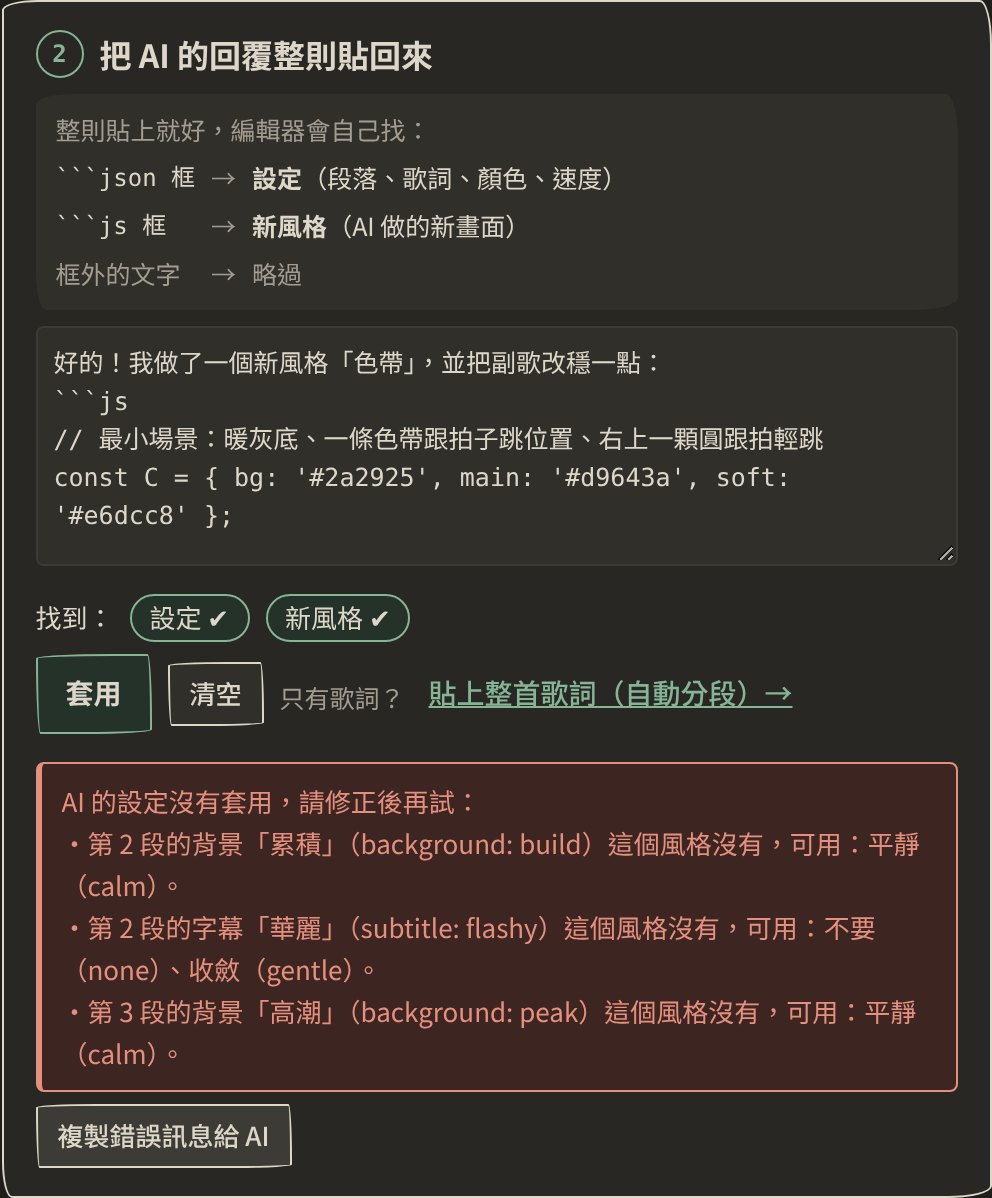 2 把 AI 的回覆整則貼回來
整則貼上就好，編輯器會自己找：
```json 框 → 設定（段落、歌詞、顏色、速度）
```js 框 → 新風格（AI 做的新畫面）
框外的文字 → 略過
好的！我做了一個新風格「色帶」，並把副歌改穩一點：
```js
// 最小場景：暖灰底、一條色帶跟拍子跳位置、右上一顆圓跟拍輕跳
const C = { bg: '#2a2925', main: '#d9643a', soft:
'#e6dcc8' };
找到： 設定 ✔ 新風格 ✔
套用 清空 只有歌詞？ 貼上整首歌詞（自動分段）→
AI 的設定沒有套用，請修正後再試：
・第 2 段的背景「累積」（background: build）這個風格沒有，可用：平靜
（calm）。
・第 2 段的字幕「華麗」（subtitle: flashy）這個風格沒有，可用：不要
（none）、收斂（gentle）。
・第 3 段的背景「高潮」（background: peak）這個風格沒有，可用：平靜
（calm）。
複製錯誤訊息給 AI